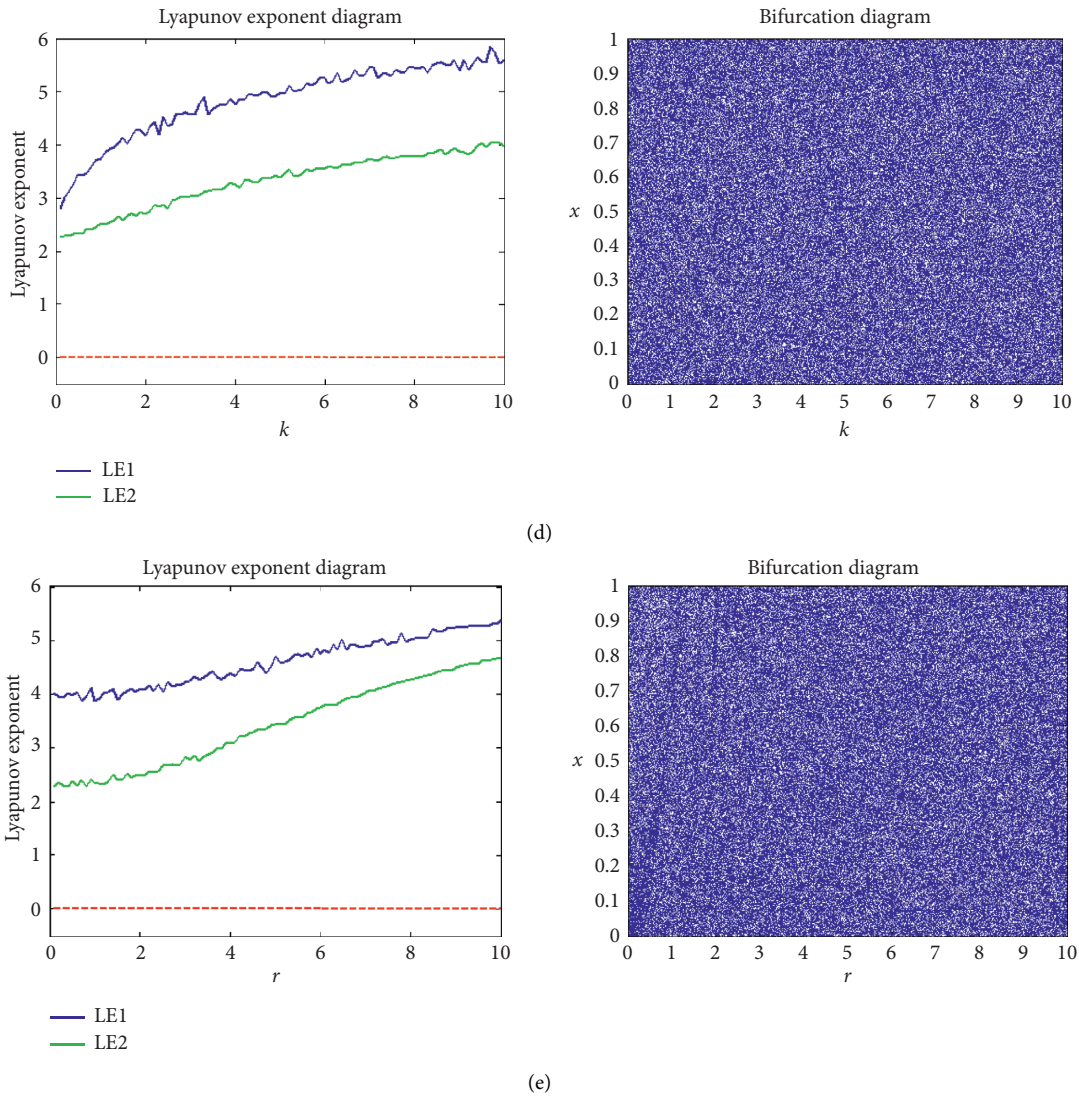 Lyapunov exponent diagram
6
5
4
3
2
1
0
Lyapunov exponent
0 2 4 6 8 10
k
LE1
LE2
Bifurcation diagram
1
0.9
0.8
0.7
0.6
0.5
0.4
0.3
0.2
0.1
0
x
0 1 2 3 4 5 6 7 8 9 10
k
(d)
Lyapunov exponent diagram
6
5
4
3
2
1
0
Lyapunov exponent
0 2 4 6 8 10
r
LE1
LE2
Bifurcation diagram
1
0.9
0.8
0.7
0.6
0.5
0.4
0.3
0.2
0.1
0
x
0 1 2 3 4 5 6 7 8 9 10
r
(e)